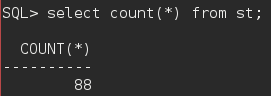 SQL> select count(*) from st;
COUNT(*)
----------
88